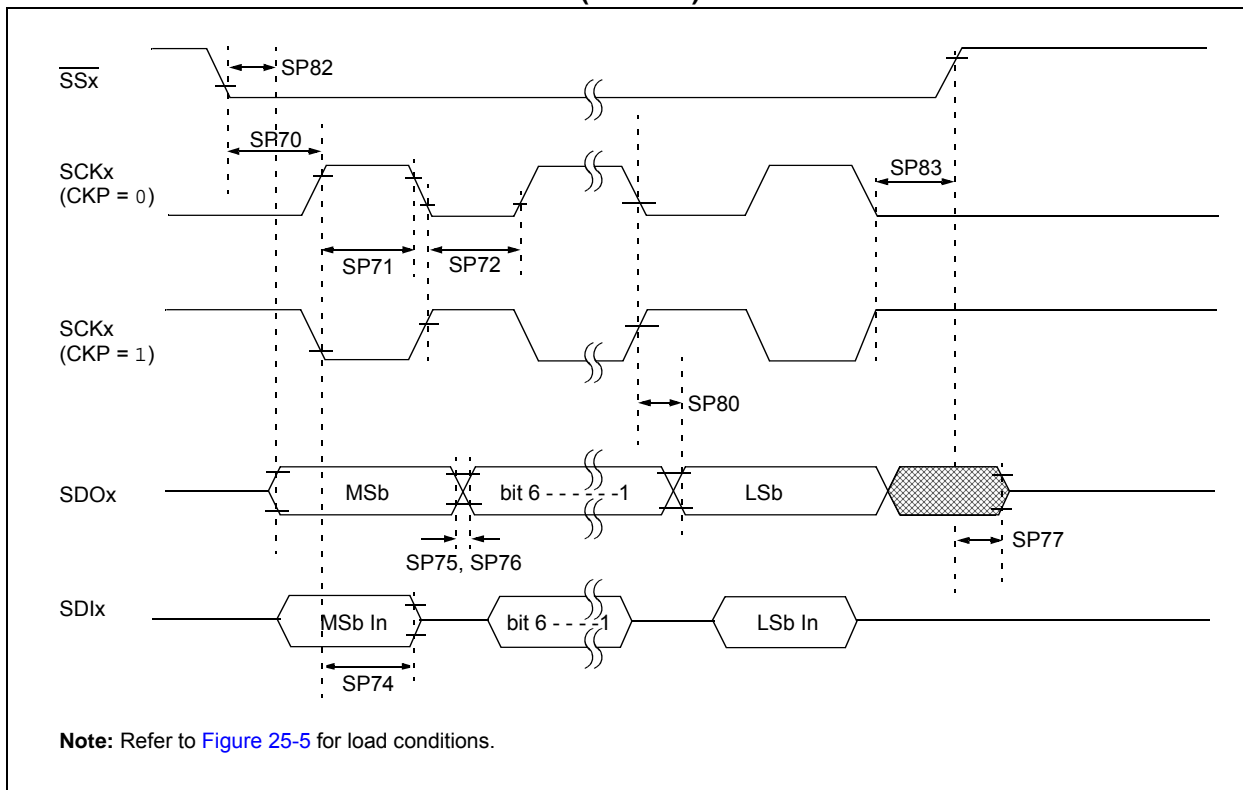 SSx
SP82
SP70
SCKx
(CKP = 0)
SP83
SP71
SP72
SCKx
(CKP = 1)
SP80
SDOx
MSb
bit 6 - - - - - -1
LSb
SP75, SP76
SP77
SDIx
MSb In
bit 6 - - - -1
LSb In
SP74
Note: Refer to Figure 25-5 for load conditions.